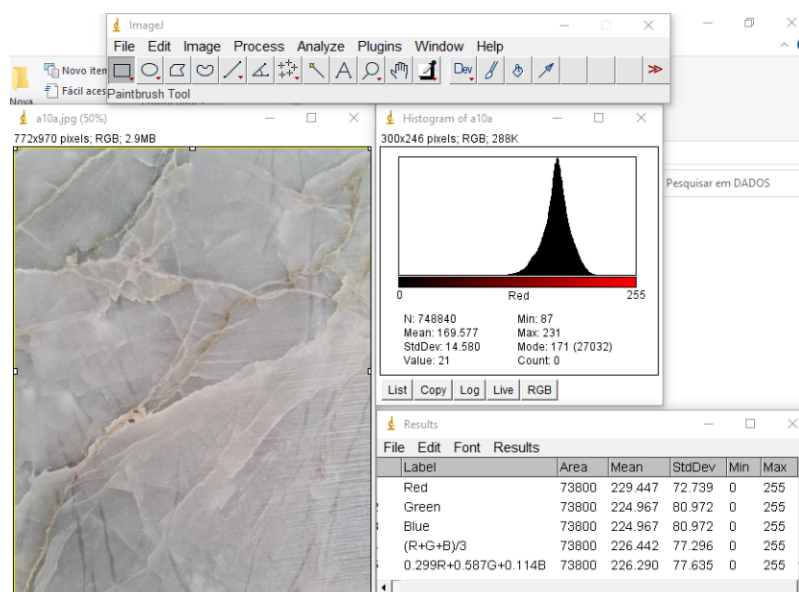 ImageJ
File Edit Image Process Analyze Plugins Window Help
Novo iten
Fácil aces
Nova
Dev
Paintbrush Tool
a10a.jpg (50%)
772x970 pixels; RGB; 2.9MB
Histogram of a10a
300x246 pixels; RGB; 288K
0 Red 255
N: 748840 Min: 87
Mean: 169.577 Max: 231
StdDev: 14.580 Mode: 171 (27032)
Value: 21 Count: 0
List Copy Log Live RGB
Pesquisar em DADOS
Results
File Edit Font Results
Label Area Mean StdDev Min Max
Red 73800 229.447 72.739 0 255
Green 73800 224.967 80.972 0 255
Blue 73800 224.967 80.972 0 255
(R+G+B)/3 73800 226.442 77.296 0 255
0.299R+0.587G+0.114B 73800 226.290 77.635 0 255